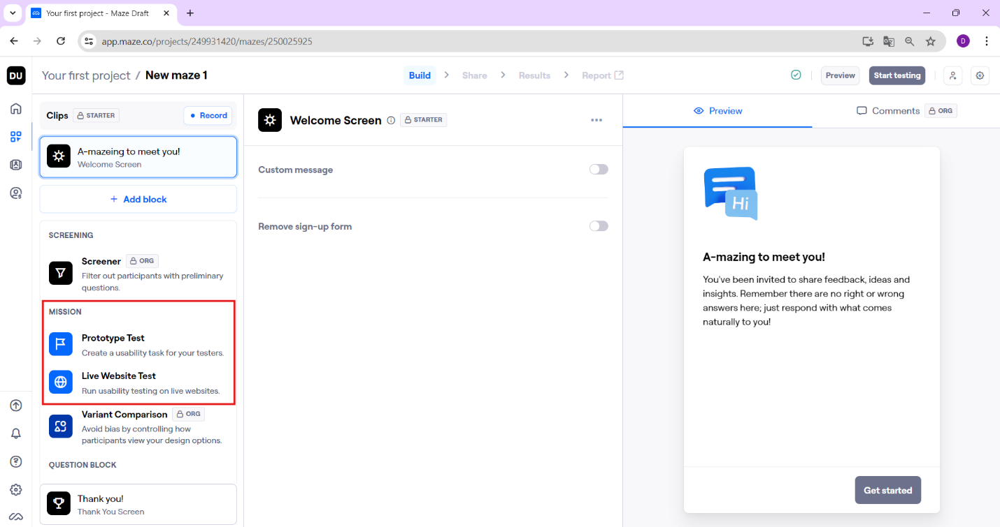 Your first project - Maze Draft
app.maze.co/projects/249931420/mazes/250025925
D
DU
Your first project / New maze 1
Build
Share
Results
Report
Preview
Start testing
Clips
STARTER
Record
A-mazeing to meet you!
Welcome Screen
+ Add block
SCREENING
Screener
ORG
Filter out participants with preliminary
questions.
MISSION
Prototype Test
Create a usability task for your testers.
Live Website Test
Run usability testing on live websites.
Variant Comparison
ORG
Avoid bias by controlling how
participants view your design options.
QUESTION BLOCK
Thank you!
Thank You Screen
Welcome Screen
STARTER
Custom message
Remove sign-up form
Preview
Comments
ORG
Hi
A-mazing to meet you!
You've been invited to share feedback, ideas and
insights. Remember there are no right or wrong
answers here; just respond with what comes
naturally to you!
Get started